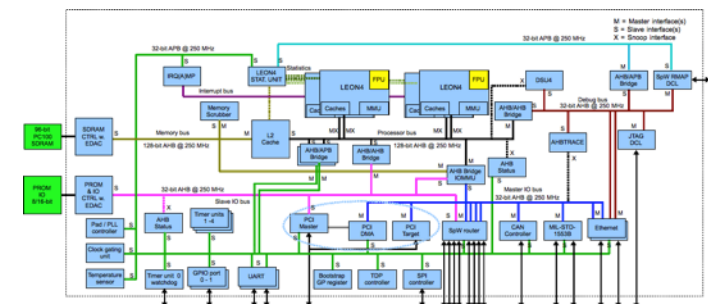 M = Master interface(s)
S = Slave interface(s)
X = Snoop interface
32-bit APB @ 250 MHz
32-bit APB @ 250 MHz
IRQ(A)MP
LEON4
STAT. UNIT
Statistics
Interrupt bus
LEON4
FPU
Caches
MMU
LEON4
FPU
Caches
MMU
DSU4
AHB/APB
Bridge
SpW RMAP
DCL
Debug bus
32-bit AHB @ 250 MHz
Memory
Scrubber
AHB/AHB
Bridge
96-bit
PC100
SDRAM
SDRAM
CTRL w.
EDAC
Memory bus
128-bit AHB @ 250 MHz
L2
Cache
Processor bus
128-bit AHB @ 250 MHz
AHB/APB
Bridge
AHB/AHB
Bridge
AHB Bridge
IOMMU
AHB
Status
AHBTRACE
JTAG
DCL
PROM
IO
8/16-bit
PROM
& IO
CTRL w.
EDAC
32-bit AHB @ 250 MHz
Slave IO bus
Master IO bus
32-bit AHB @ 250 MHz
Pad / PLL
controller
AHB
Status
Timer units
1 -4
PCI
Master
PCI
DMA
PCI
Target
SpW router
CAN
Controller
MIL-STD-
1553B
Ethernet
Clock gating
unit
Temperature
sensor
Timer unit 0
watchdog
GPIO port
0 - 1
UART
Bootstrap
GP register
TDP
controller
SPI
controller